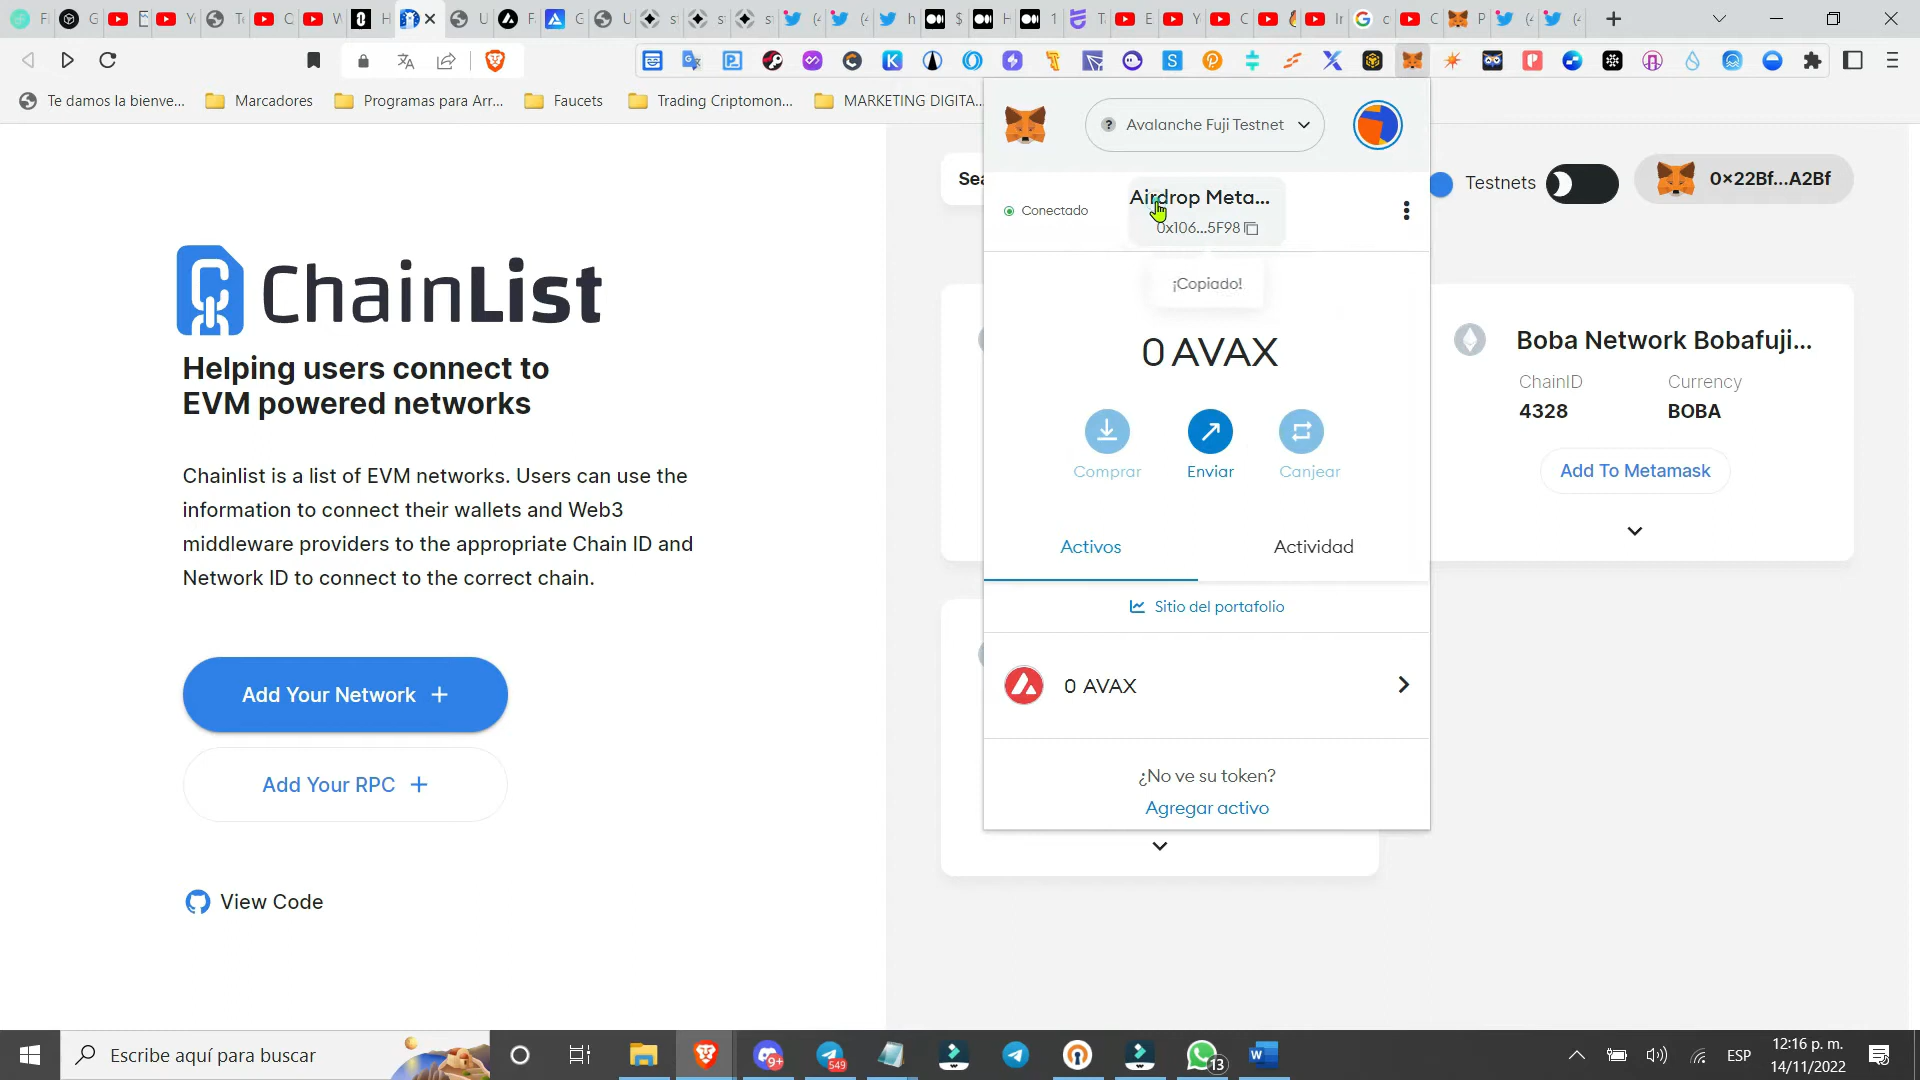 Te damos la bienve...
Marcadores
Programas para Arr...
Faucets
Trading Criptomon...
MARKETING DIGITA...
Avalanche Fuji Testnet
Conectado
Airdrop Meta...
0x106...5F98
¡Copiado!
0 AVAX
Comprar
Enviar
Canjear
Activos
Actividad
Sitio del portafolio
0 AVAX
¿No ve su token?
Agregar activo
Testnets
0×22Bf...A2Bf
Boba Network Bobafuji...
ChainID
Currency
4328
BOBA
Add To Metamask
ChainList
Helping users connect to
EVM powered networks
Chainlist is a list of EVM networks. Users can use the
information to connect their wallets and Web3
middleware providers to the appropriate Chain ID and
Network ID to connect to the correct chain.
Add Your Network +
Add Your RPC +
View Code
Escribe aquí para buscar
9+
549
13
ESP
12:16 p. m.
14/11/2022